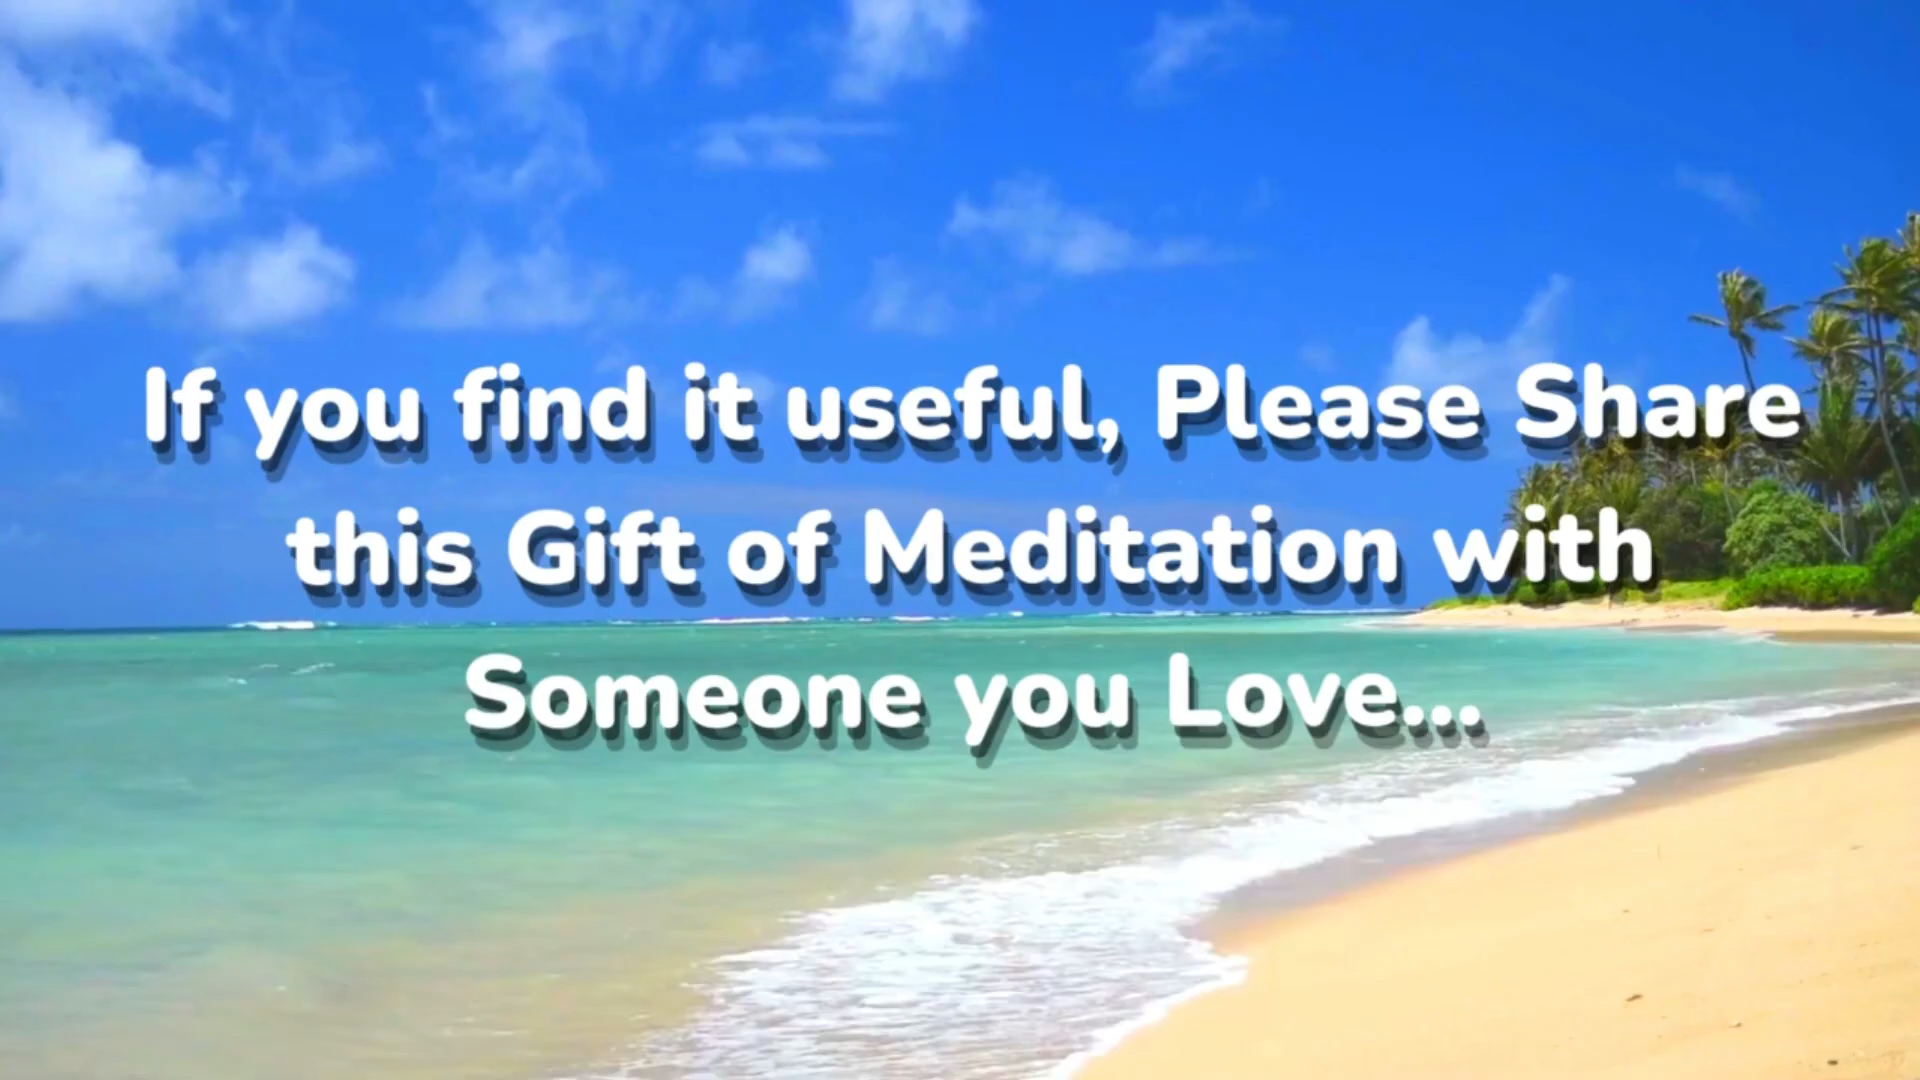 If you find it useful, Please Share
this Gift of Meditation with
Someone you Love...